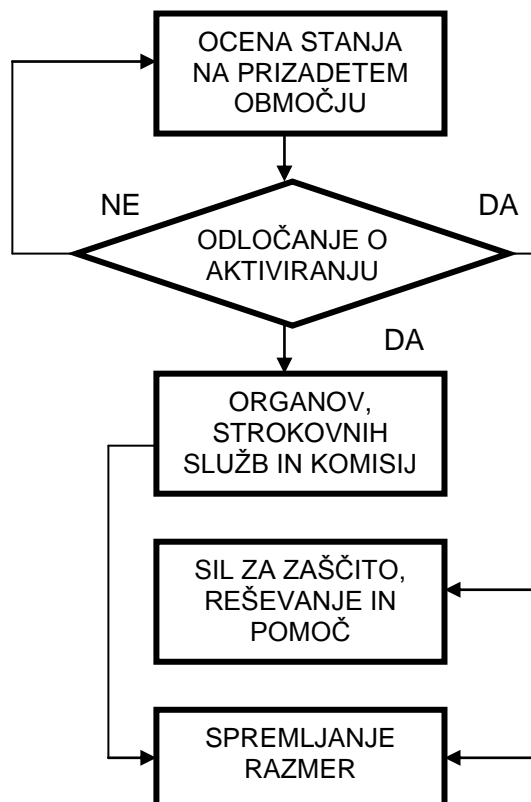 OCENA STANJA
NA PRIZADETEM
OBMOČJU
NE
DA
ODLOČANJE O
AKTIVIRANJU
DA
ORGANOV,
STROKOVNIH
SLUŽB IN KOMISIJ
SIL ZA ZAŠČITO,
REŠEVANJE IN
POMOČ
SPREMLJANJE
RAZMER